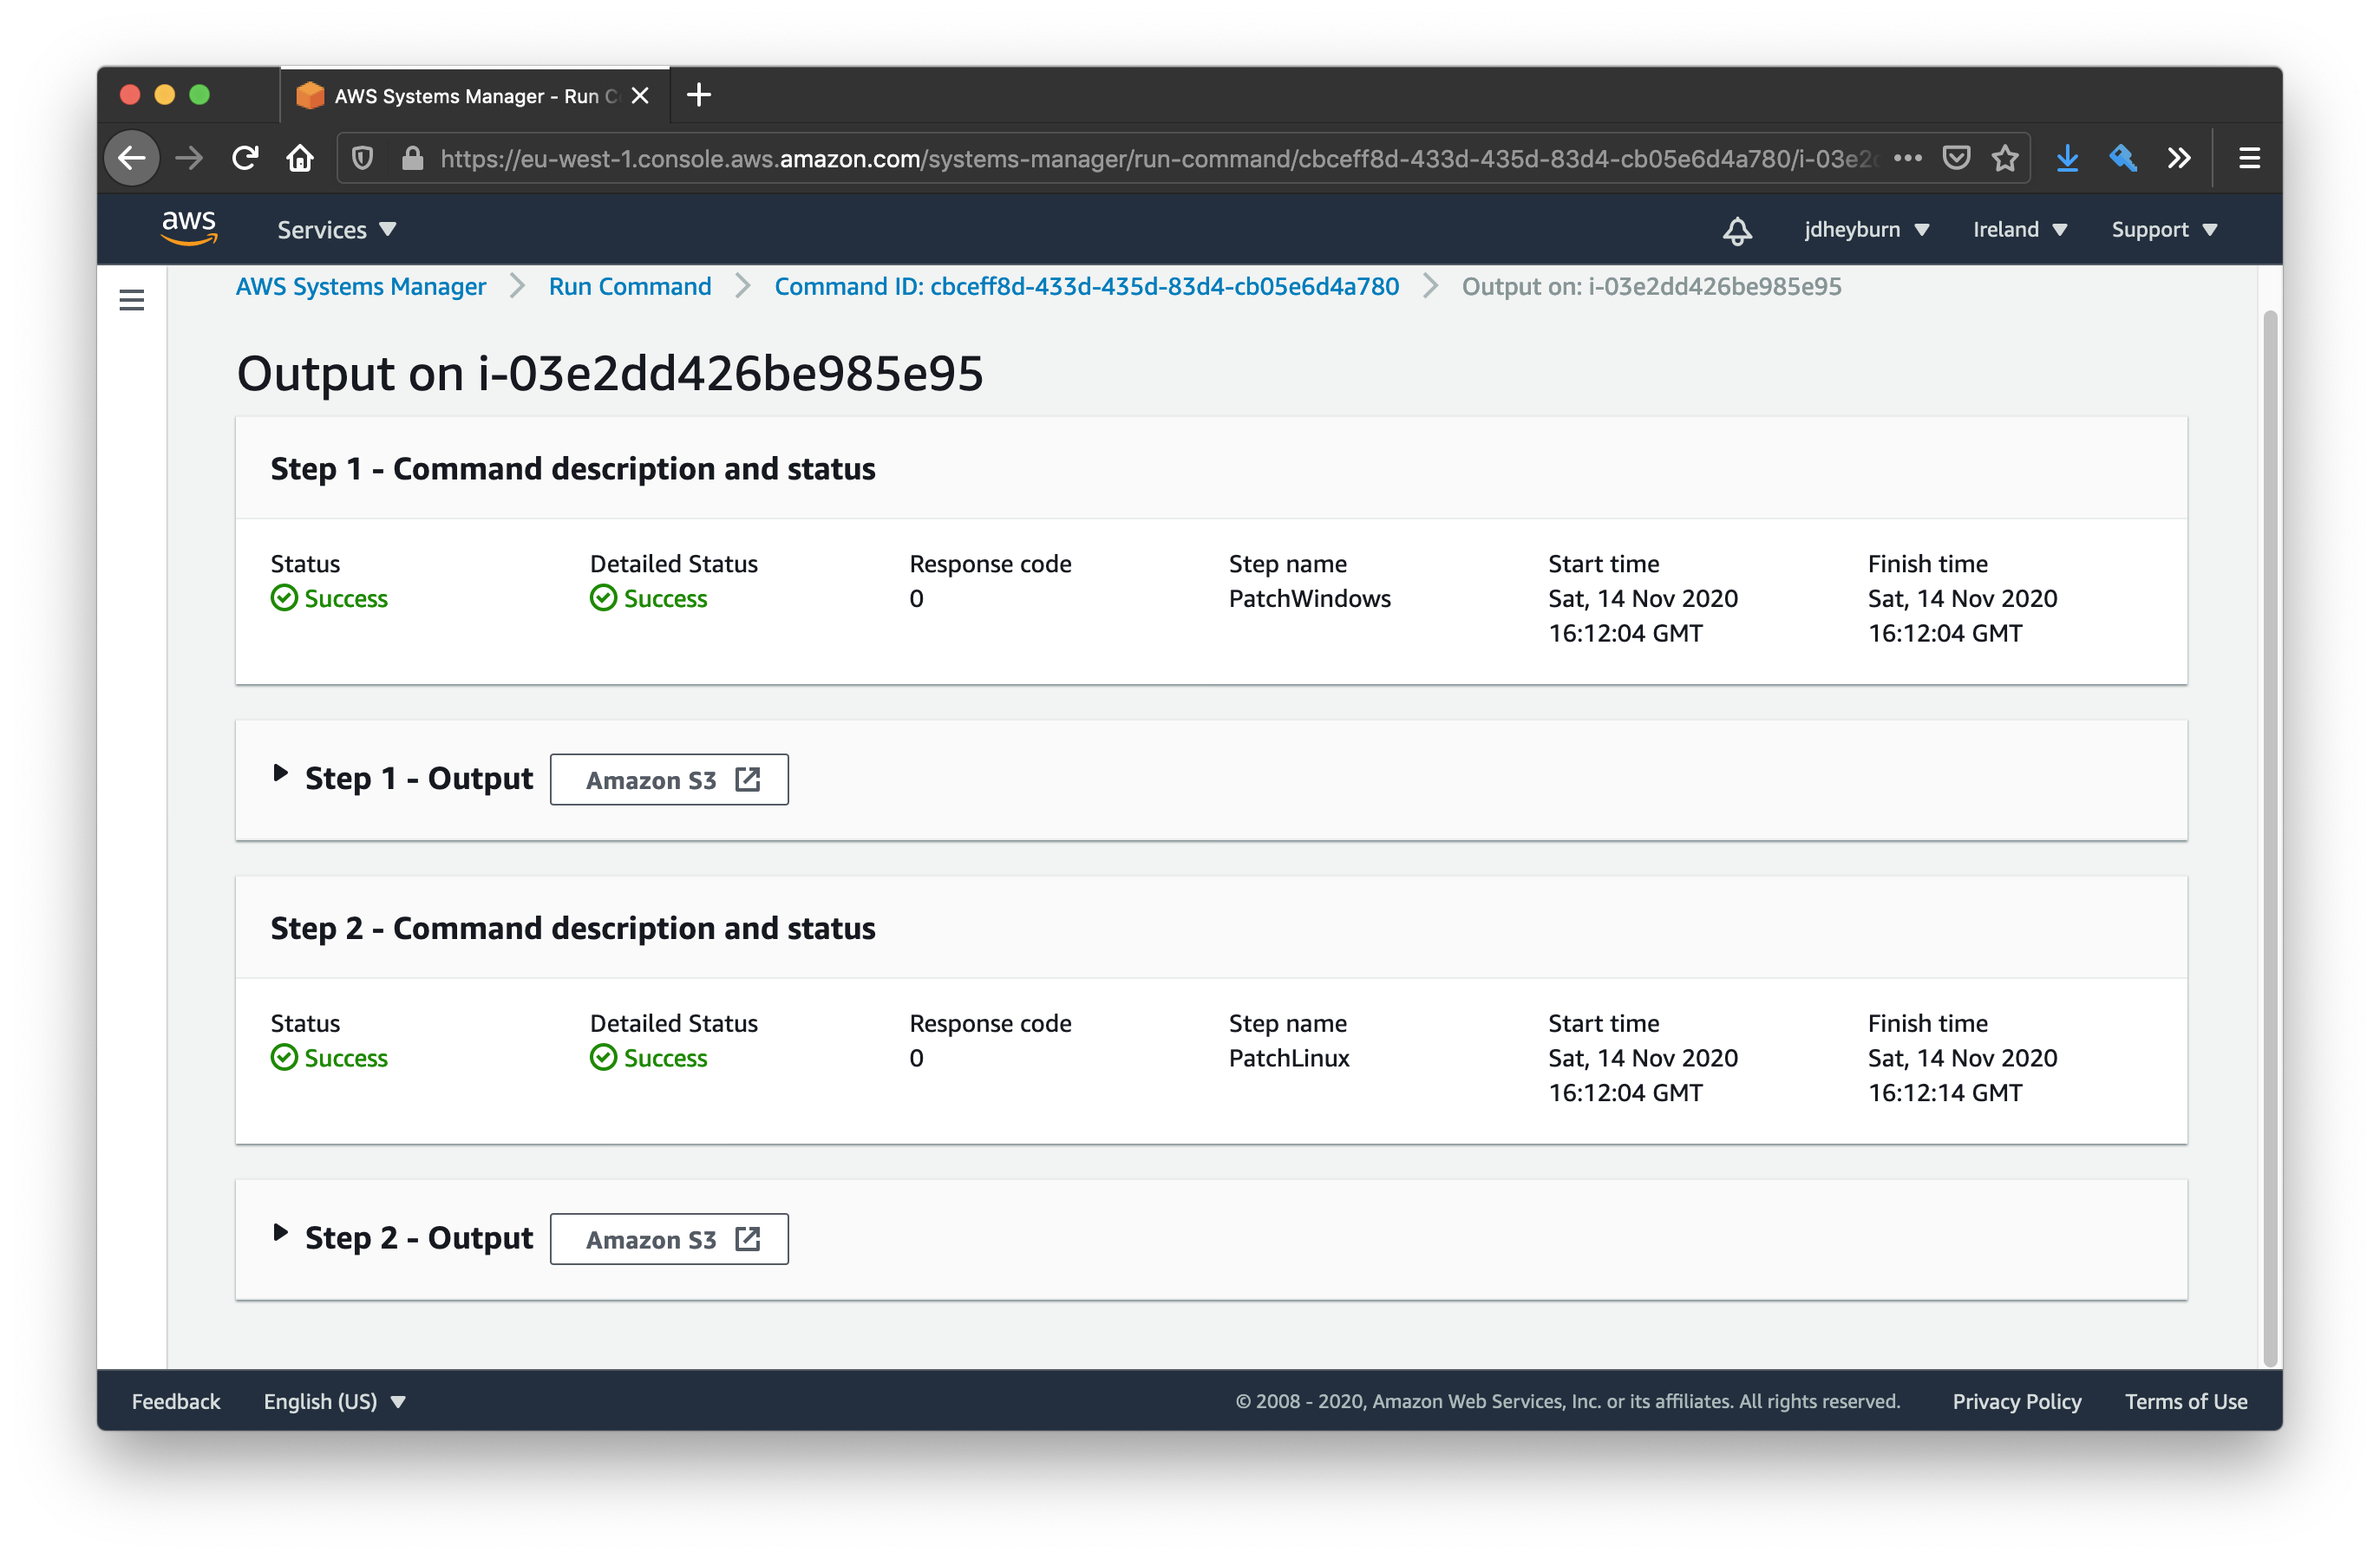 AWS Systems Manager - Run C
https://eu-west-1.console.aws.amazon.com/systems-manager/run-command/cbceff8d-433d-435d-83d4-cb05e6d4a780/i-03e2d
aws
Services
jdheyburn
Ireland
Support
AWS Systems Manager
Run Command
Command ID: cbceff8d-433d-435d-83d4-cb05e6d4a780
Output on: i-03e2dd426be985e95
Output on i-03e2dd426be985e95
Step 1 - Command description and status
Status
Success
Detailed Status
Success
Response code
0
Step name
PatchWindows
Start time
Sat, 14 Nov 2020
16:12:04 GMT
Finish time
Sat, 14 Nov 2020
16:12:04 GMT
Step 1 - Output
Amazon S3
Step 2 - Command description and status
Status
Success
Detailed Status
Success
Response code
0
Step name
PatchLinux
Start time
Sat, 14 Nov 2020
16:12:04 GMT
Finish time
Sat, 14 Nov 2020
16:12:14 GMT
Step 2 - Output
Amazon S3
Feedback
English (US)
© 2008 - 2020, Amazon Web Services, Inc. or its affiliates. All rights reserved.
Privacy Policy
Terms of Use